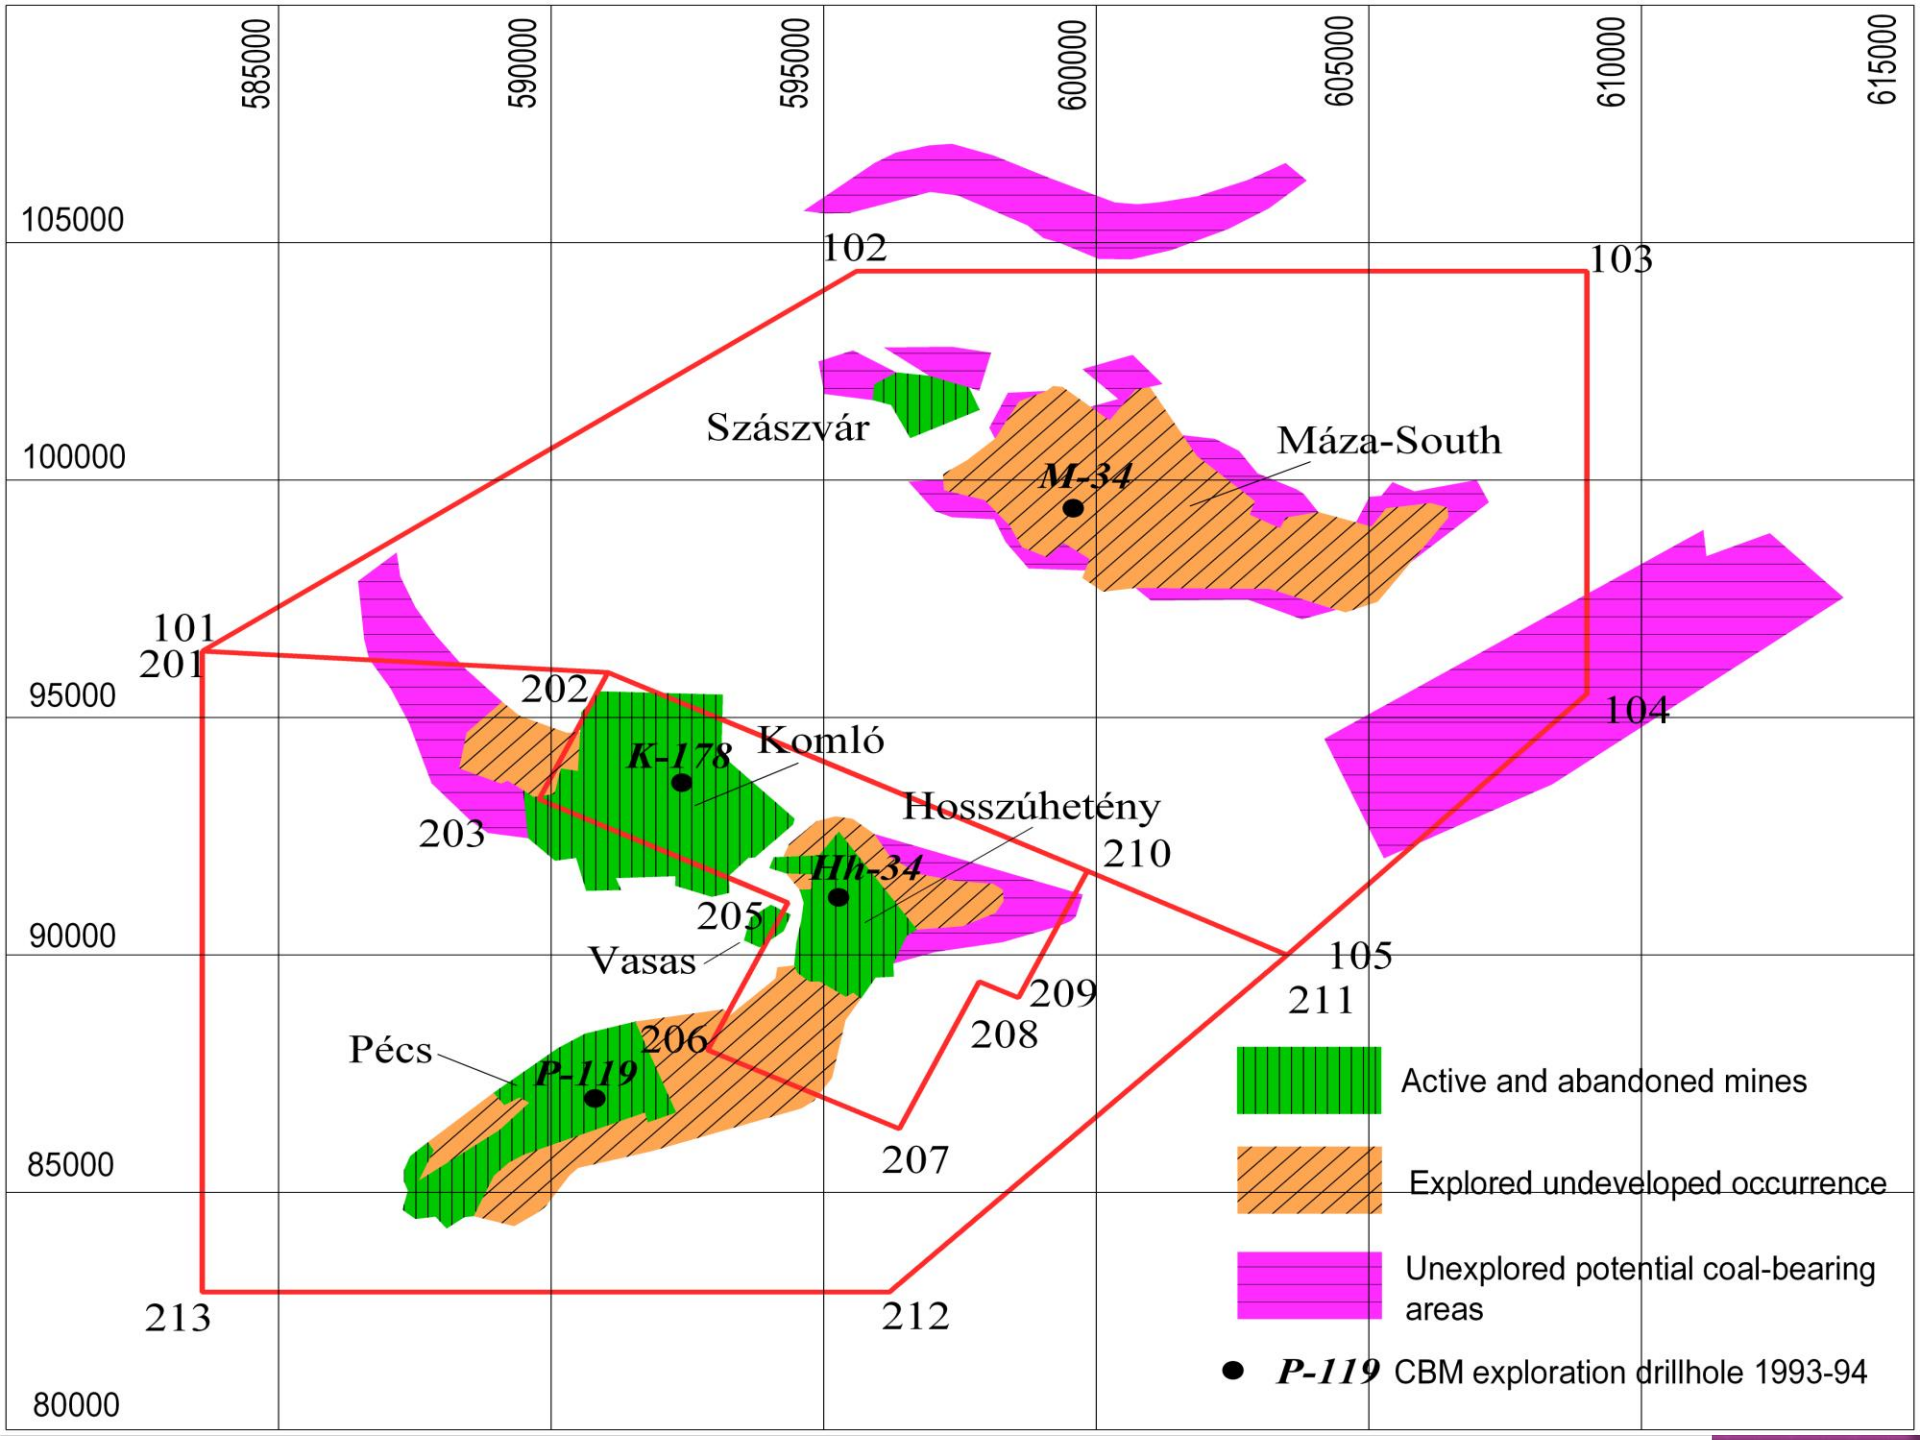 585000
590000
595000
600000
605000
610000
615000
105000
102
103
Szászvár
Máza-South
100000
M-34
101
201
202
95000
104
K-178
Komló
Hosszúhetény
203
210
Hh-34
205
90000
Vasas
105
211
209
208
206
Pécs
P-119
Active and abandoned mines
207
85000
Explored undeveloped occurrence
Unexplored potential coal-bearing
areas
213
212
P-119 CBM exploration drillhole 1993-94
80000